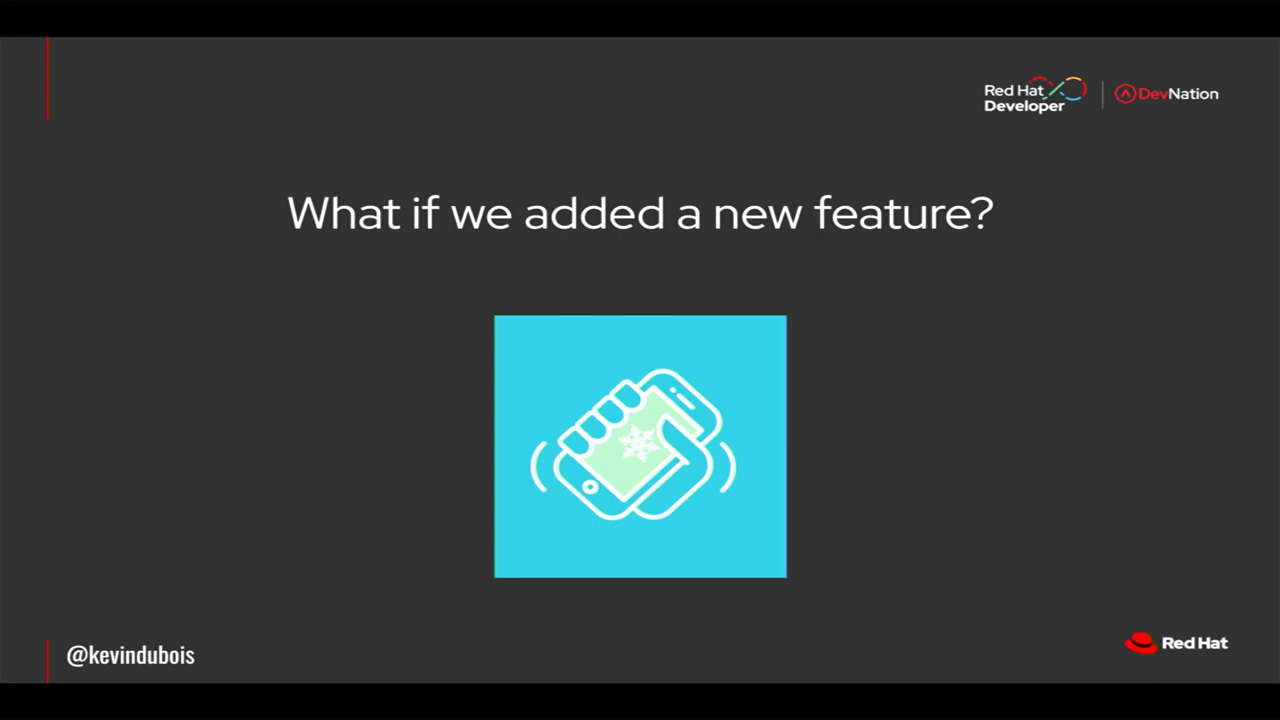 Red Hat
Developer
DevNation
What if we added a new feature?
@kevindubois
Red Hat